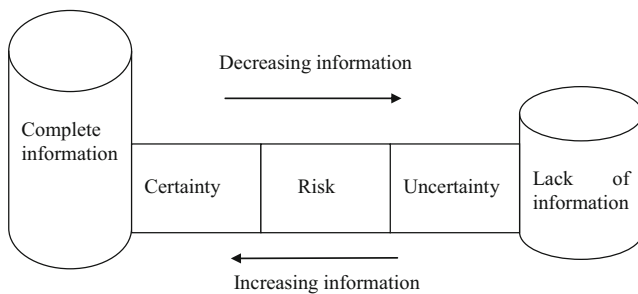 Decreasing information
Complete
information
Certainty
Risk
Uncertainty
Lack of
information
Increasing information